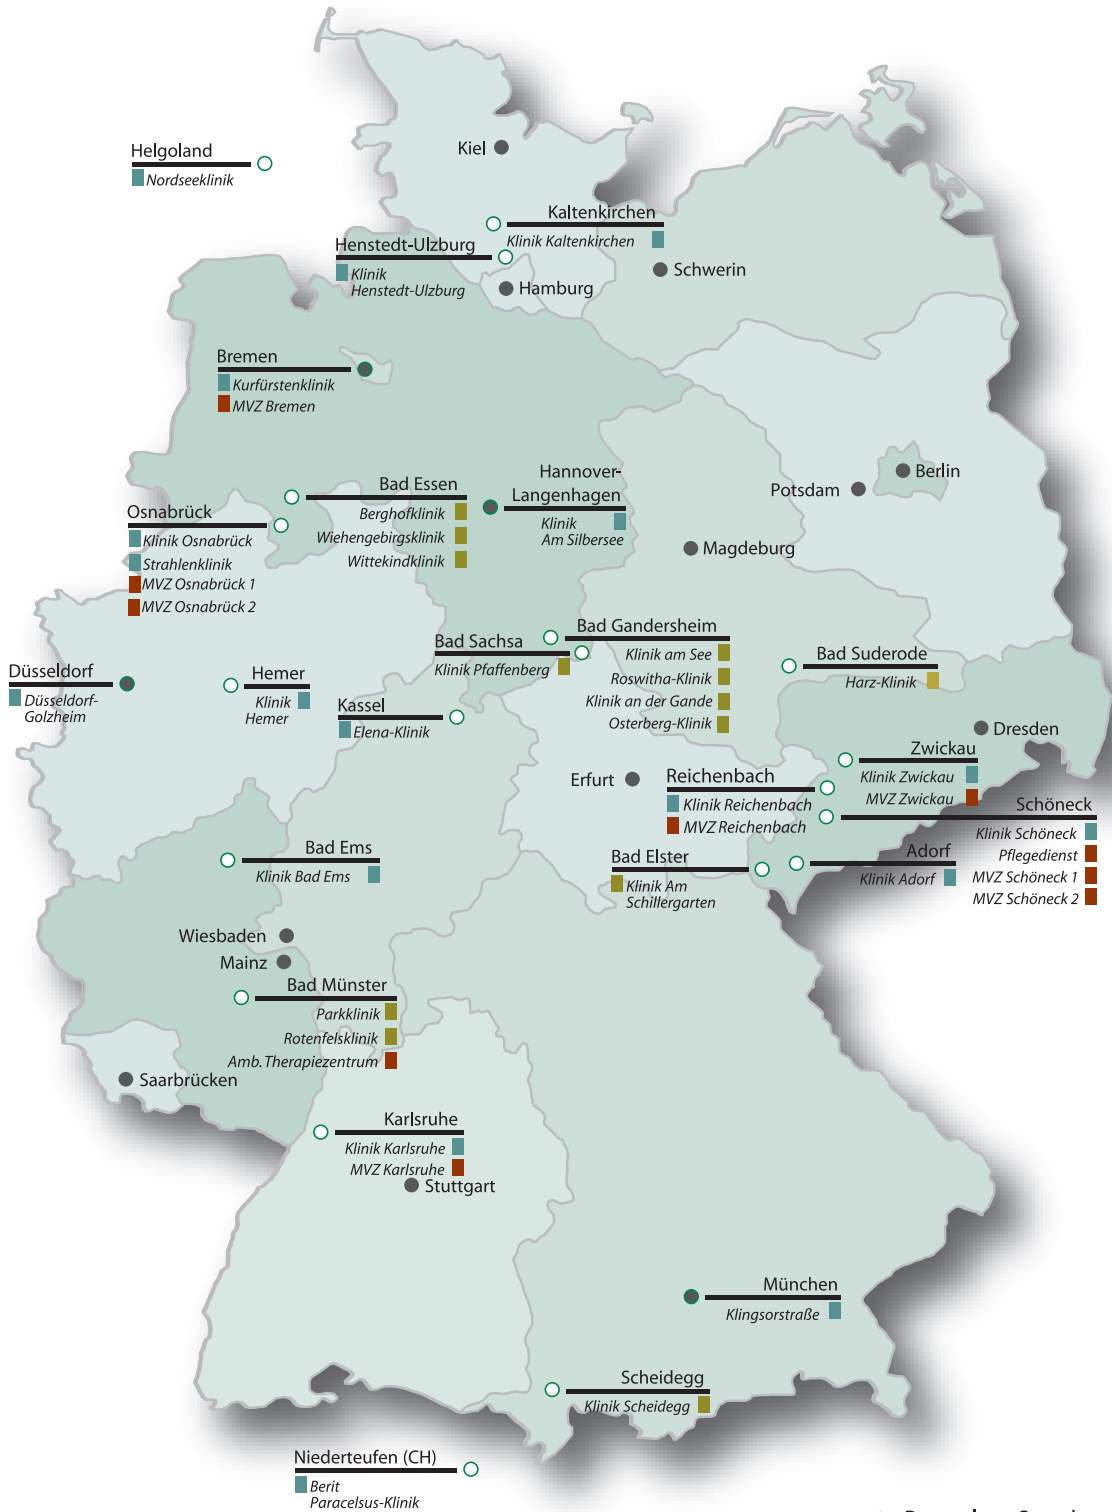 Kiel
Helgoland
Nordseeklinik
Kaltenkirchen
Klinik Kaltenkirchen
Henstedt-Ulzburg
Klinik
Henstedt-Ulzburg
Schwerin
Hamburg
Bremen
Kurfürstenklinik
MVZ Bremen
Hannover-
Langenhagen
Klinik
Am Silbersee
Berlin
Potsdam
Bad Essen
Berghofklinik
Wiehengebirgsklinik
Wittekindklinik
Osnabrück
Klinik Osnabrück
Strahlenklinik
MVZ Osnabrück 1
MVZ Osnabrück 2
Magdeburg
Bad Gandersheim
Klinik am See
Roswitha-Klinik
Klinik an der Gande
Osterberg-Klinik
Bad Sachsa
Klinik Pfaffenberg
Bad Suderode
Harz-Klinik
Düsseldorf
Düsseldorf-
Golzheim
Hemer
Klinik
Hemer
Kassel
Elena-Klinik
Dresden
Zwickau
Klinik Zwickau
MVZ Zwickau
Erfurt
Reichenbach
Klinik Reichenbach
MVZ Reichenbach
Schöneck
Klinik Schöneck
Pflegedienst
MVZ Schöneck 1
MVZ Schöneck 2
Bad Ems
Klinik Bad Ems
Bad Elster
Klinik Am
Schillergarten
Adorf
Klinik Adorf
Wiesbaden
Mainz
Bad Münster
Parkklinik
Rotenfelsklinik
Amb.Therapiezentrum
Saarbrücken
Karlsruhe
Klinik Karlsruhe
MVZ Karlsruhe
Stuttgart
München
Klingsorstraße
Scheidegg
Klinik Scheidegg
Niederteufen (CH)
Berit
Paracelsus-Klinik